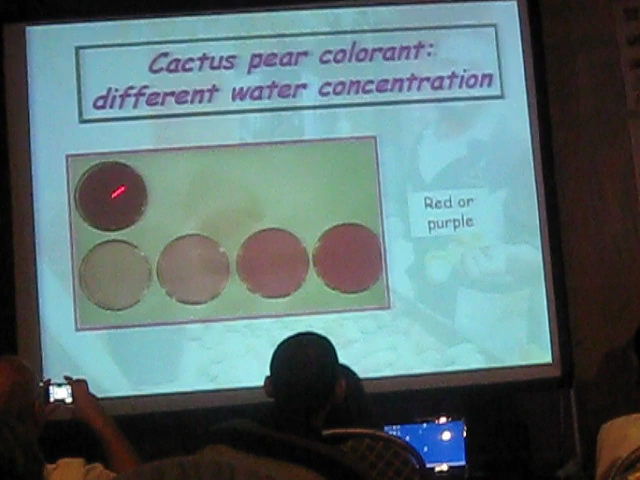 Cactus pear colorant:
different water concentration
Red or
purple